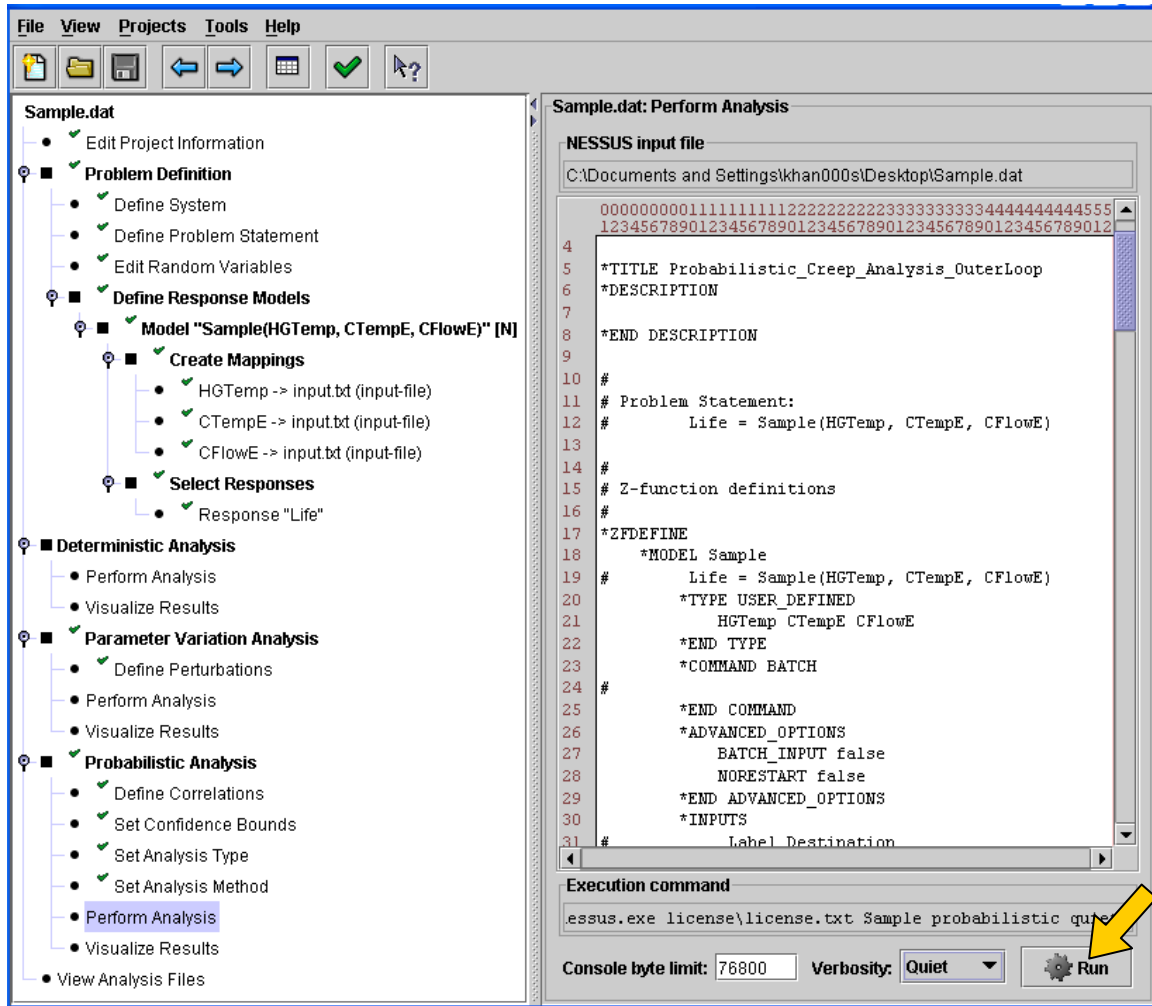 File View Projects Tools Help
Sample.dat
Edit Project Information
Problem Definition
Define System
Define Problem Statement
Edit Random Variables
Define Response Models
Model "Sample(HGTemp, CTempE, CFlowE)" [N]
Create Mappings
HGTemp -> input.txt (input-file)
CTempE -> input.txt (input-file)
CFlowE -> input.txt (input-file)
Select Responses
Response "Life"
Deterministic Analysis
Perform Analysis
Visualize Results
Parameter Variation Analysis
Define Perturbations
Perform Analysis
Visualize Results
Probabilistic Analysis
Define Correlations
Set Confidence Bounds
Set Analysis Type
Set Analysis Method
Perform Analysis
Visualize Results
View Analysis Files
Sample.dat: Perform Analysis
NESSUS input file
C:\Documents and Settings\khan000s\Desktop\Sample.dat
0000000001111111111222222222233333333334444444444555
1234567890123456789012345678901234567890123456789012
4
5 *TITLE Probabilistic_Creep_Analysis_OuterLoop
6 *DESCRIPTION
7
8 *END DESCRIPTION
9
10 #
11 # Problem Statement:
12 # Life = Sample(HGTemp, CTempE, CFlowE)
13
14 #
15 # Z-function definitions
16 #
17 *ZFDEFINE
18 *MODEL Sample
19 # Life = Sample(HGTemp, CTempE, CFlowE)
20 *TYPE USER_DEFINED
21 HGTemp CTempE CFlowE
22 *END TYPE
23 *COMMAND BATCH
24 #
25 *END COMMAND
26 *ADVANCED_OPTIONS
27 BATCH_INPUT false
28 NORESTART false
29 *END ADVANCED_OPTIONS
30 *INPUTS
31 # Label Destination
Execution command
.essus.exe license\license.txt Sample probabilistic quiet
Console byte limit: 76800 Verbosity: Quiet Run